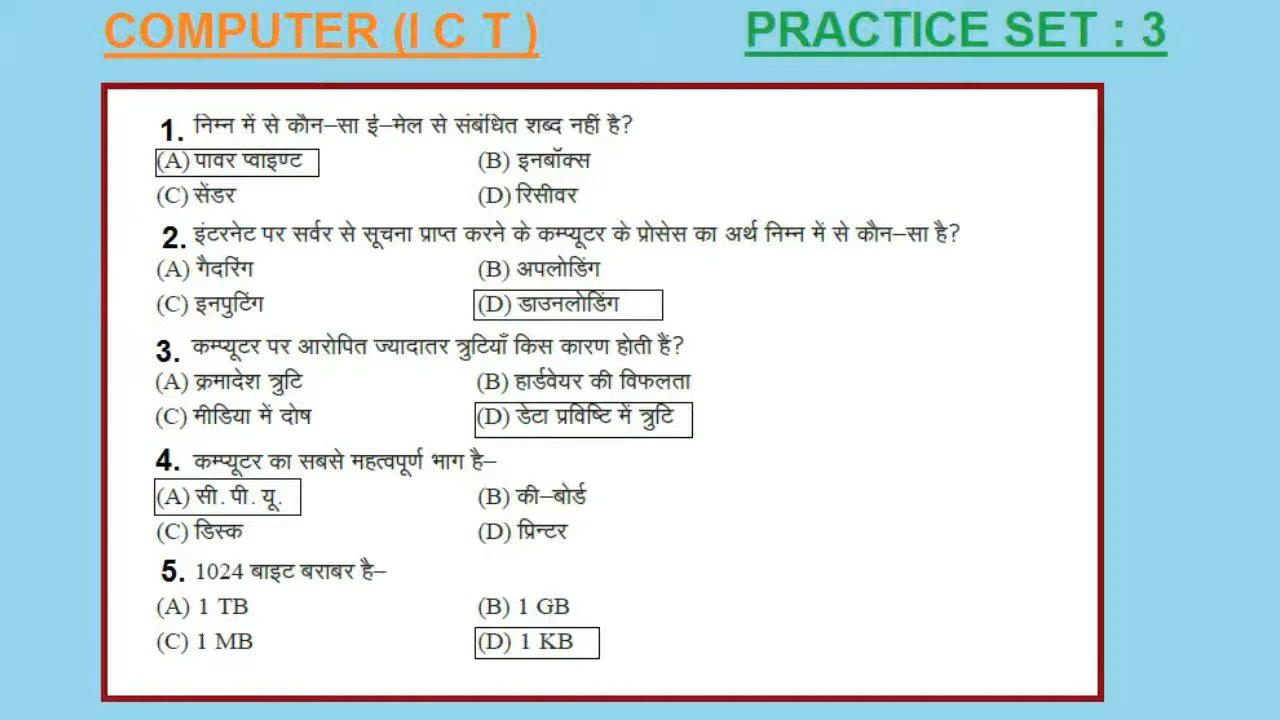 COMPUTER (I C T )
PRACTICE SET : 3
1. निम्न में से कौन–सा ई–मेल से संबंधित शब्द नहीं है?
(A) पावर प्वाइण्ट (B) इनबॉक्स
(C) सेंडर (D) रिसीवर
2. इंटरनेट पर सर्वर से सूचना प्राप्त करने के कम्प्यूटर के प्रोसेस का अर्थ निम्न में से कौन–सा है?
(A) गैदरिंग (B) अपलोडिंग
(C) इनपुटिंग (D) डाउनलोडिंग
3. कम्प्यूटर पर आरोपित ज्यादातर त्रुटियाँ किस कारण होती हैं?
(A) क्रमादेश त्रुटि (B) हार्डवेयर की विफलता
(C) मीडिया में दोष (D) डेटा प्रविष्टि में त्रुटि
4. कम्प्यूटर का सबसे महत्वपूर्ण भाग है–
(A) सी. पी. यू. (B) की–बोर्ड
(C) डिस्क (D) प्रिन्टर
5. 1024 बाइट बराबर है–
(A) 1 TB (B) 1 GB
(C) 1 MB (D) 1 KB